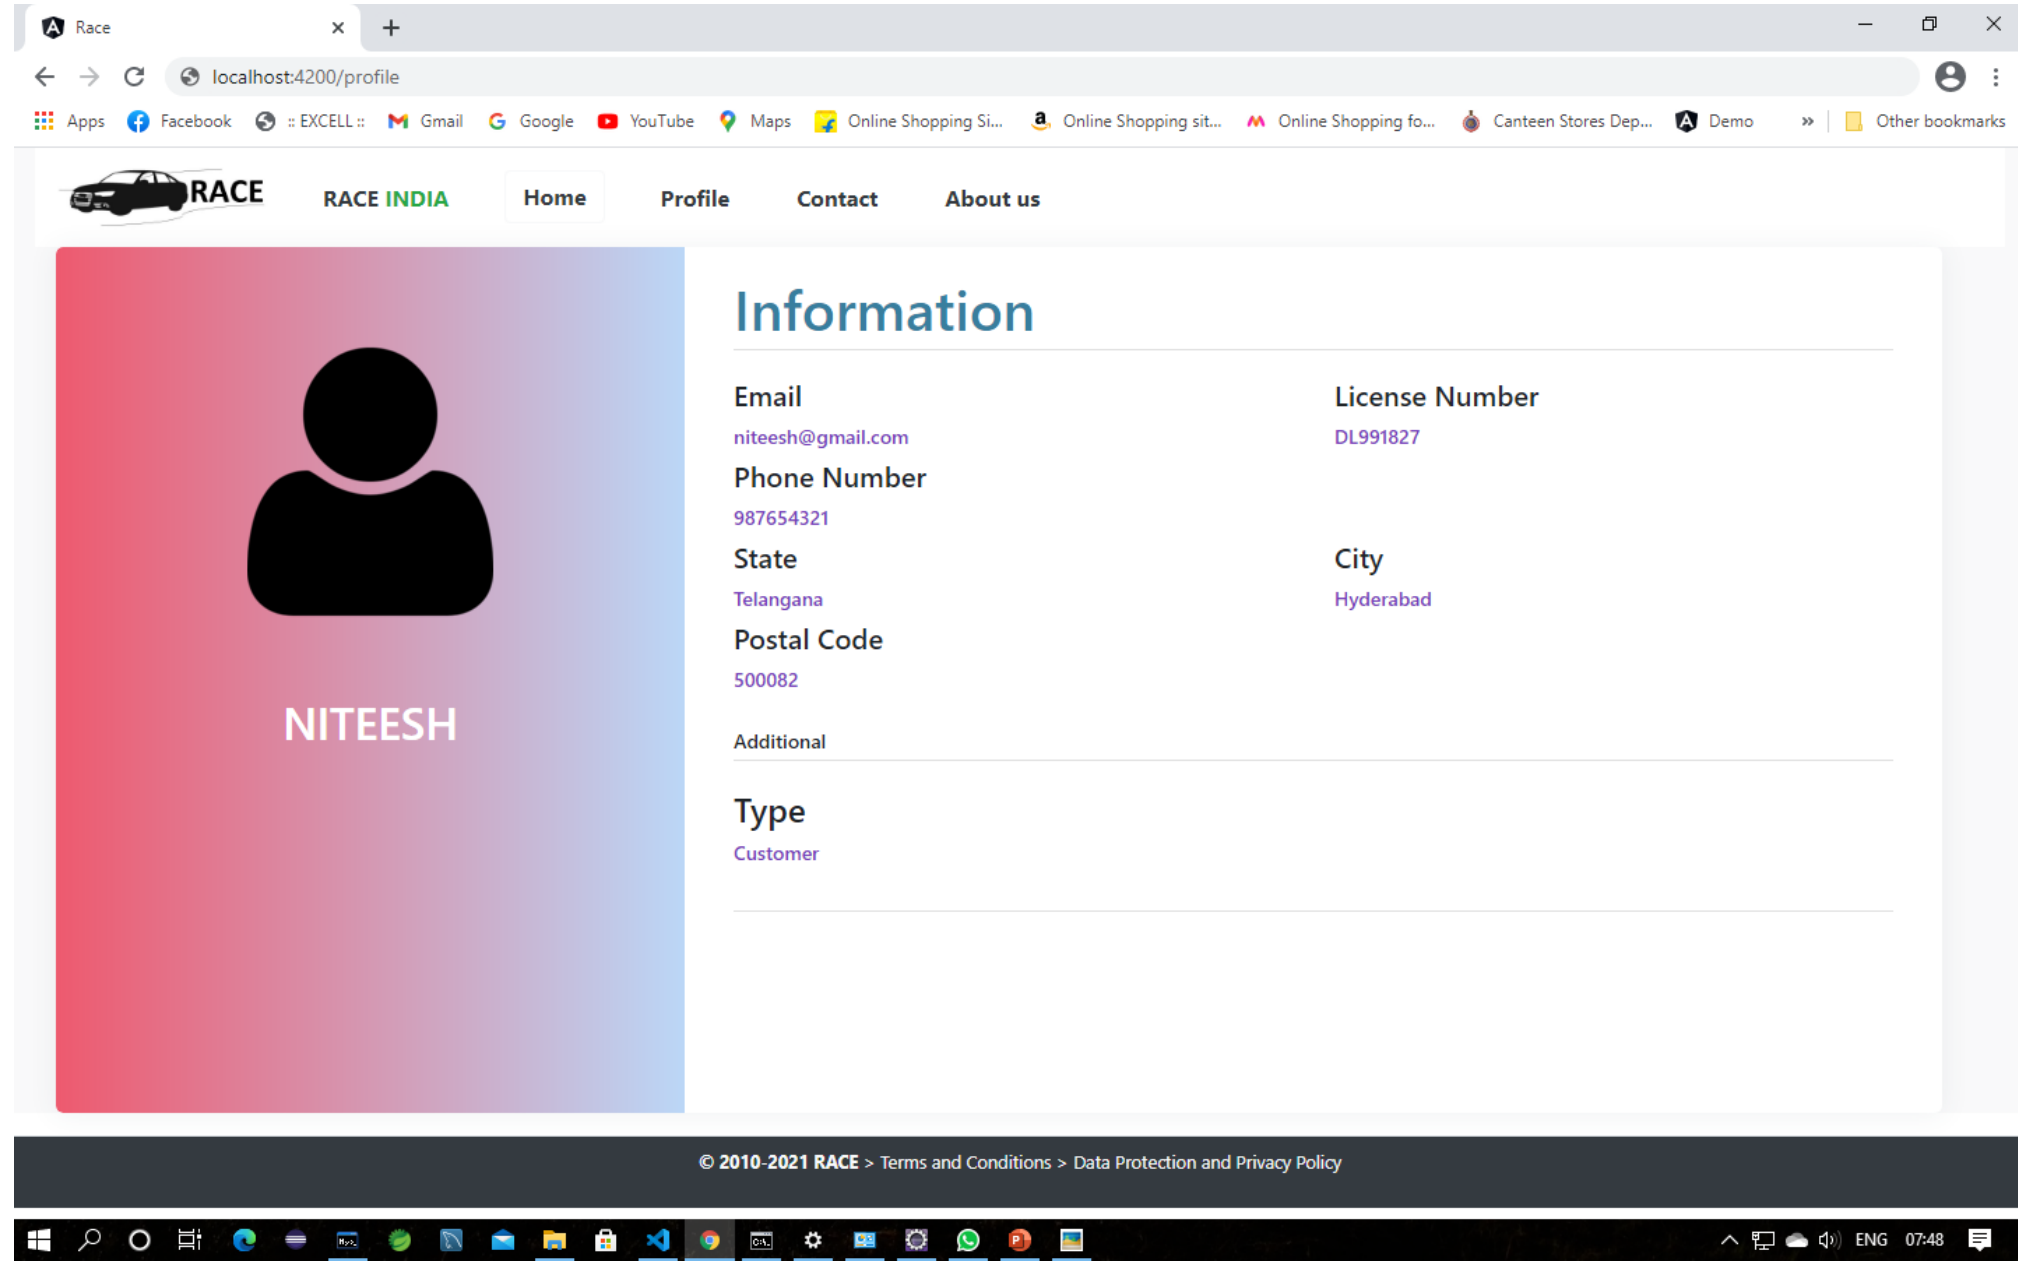 Race
localhost:4200/profile
Apps Facebook :: EXCELL :: Gmail Google YouTube Maps Online Shopping Si... Online Shopping sit... Online Shopping fo... Canteen Stores Dep... Demo » Other bookmarks
RACE RACE INDIA Home Profile Contact About us
Information
Email License Number
niteesh@gmail.com DL991827
Phone Number
987654321
State City
Telangana Hyderabad
Postal Code
500082
NITEESH
Additional
Type
Customer
© 2010-2021 RACE > Terms and Conditions > Data Protection and Privacy Policy
ENG 07:48